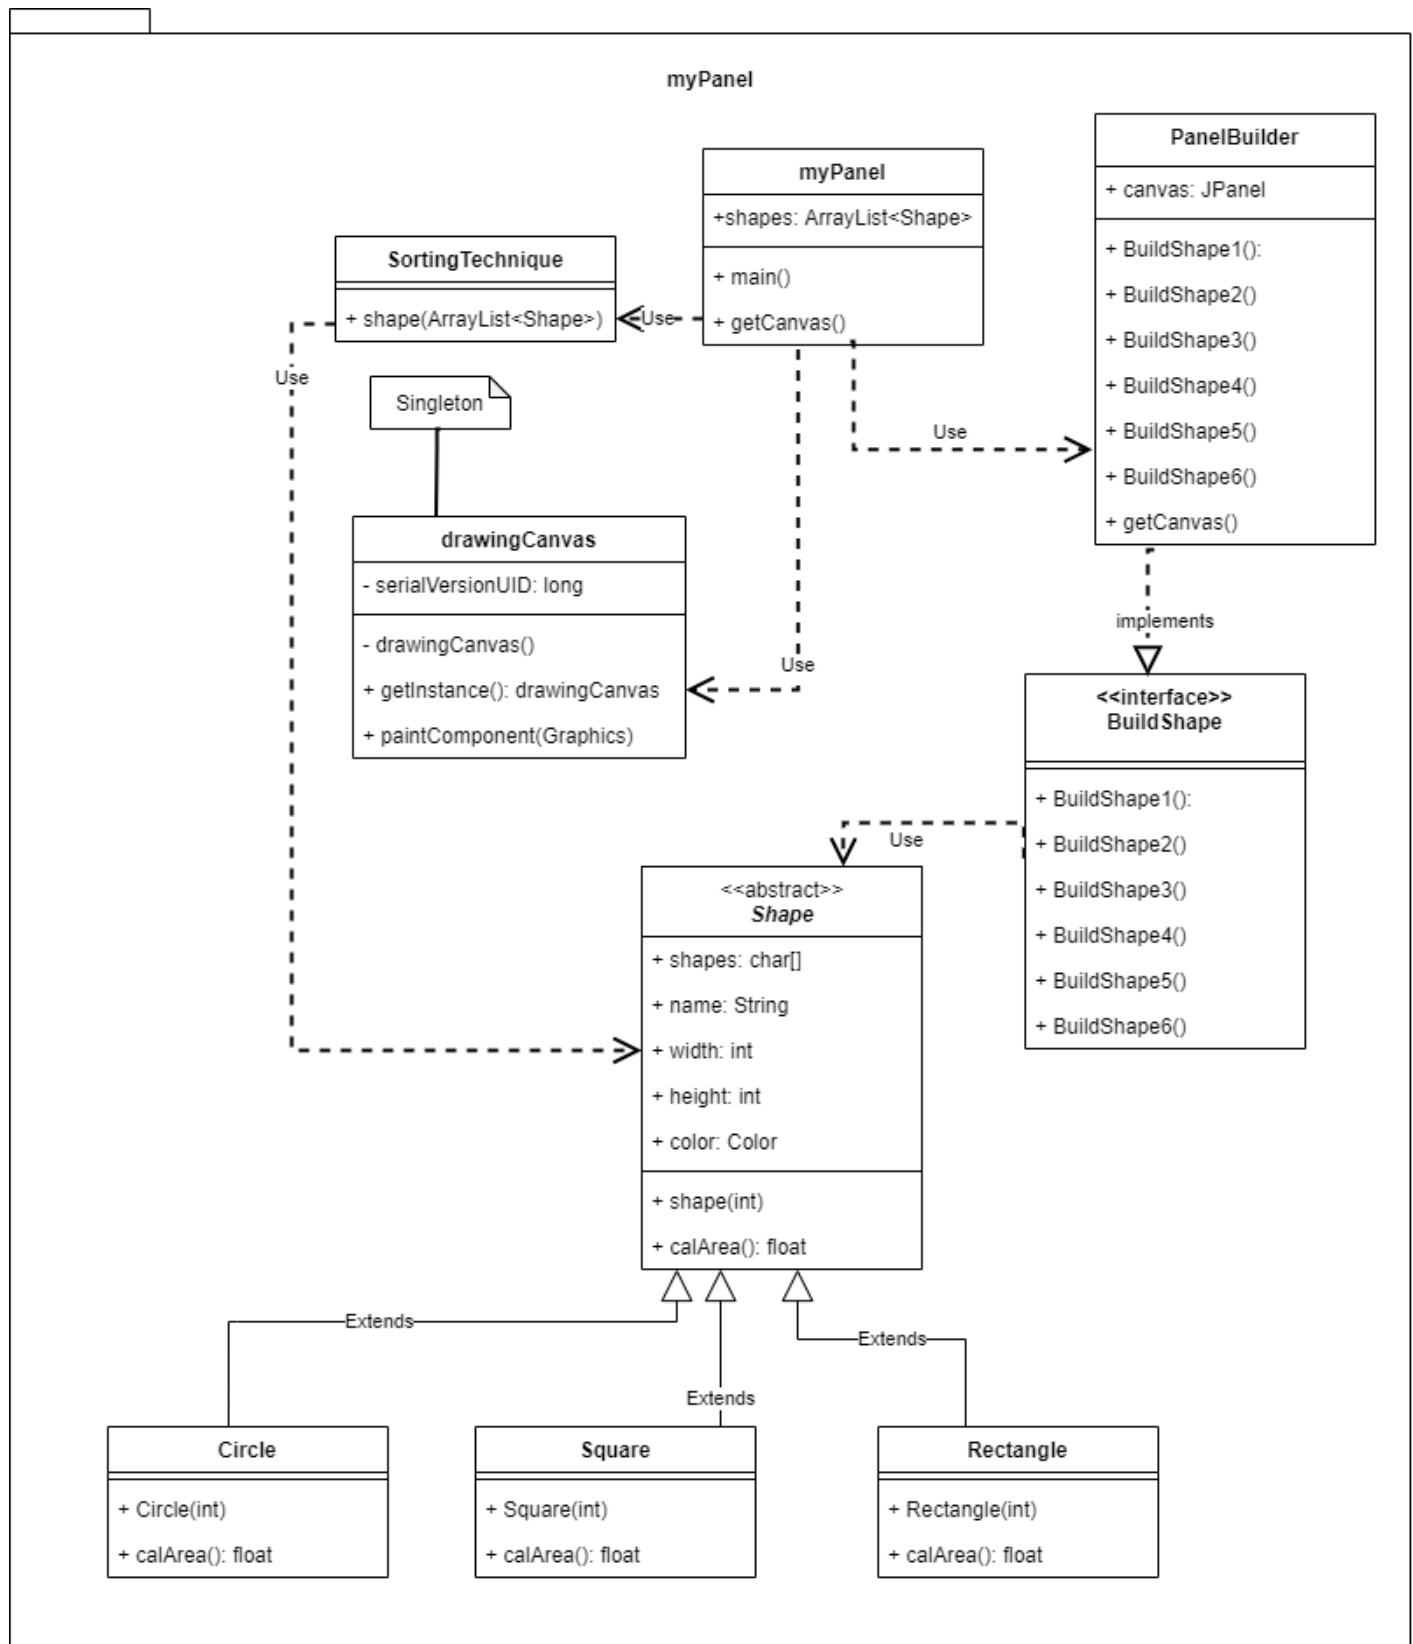 myPanel
PanelBuilder
+ canvas: JPanel
+ BuildShape1():
+ BuildShape2()
+ BuildShape3()
+ BuildShape4()
+ BuildShape5()
+ BuildShape6()
+ getCanvas()
myPanel
+shapes: ArrayList<Shape>
+ main()
+ getCanvas()
SortingTechnique
+ shape(ArrayList<Shape>)
Use
Use
Use
Singleton
drawingCanvas
- serialVersionUID: long
- drawingCanvas()
+ getInstance(): drawingCanvas
+ paintComponent(Graphics)
Use
implements
<<interface>>
BuildShape
+ BuildShape1():
+ BuildShape2()
+ BuildShape3()
+ BuildShape4()
+ BuildShape5()
+ BuildShape6()
Use
<<abstract>>
Shape
+ shapes: char[]
+ name: String
+ width: int
+ height: int
+ color: Color
+ shape(int)
+ calArea(): float
Extends
Extends
Extends
Circle
+ Circle(int)
+ calArea(): float
Square
+ Square(int)
+ calArea(): float
Rectangle
+ Rectangle(int)
+ calArea(): float